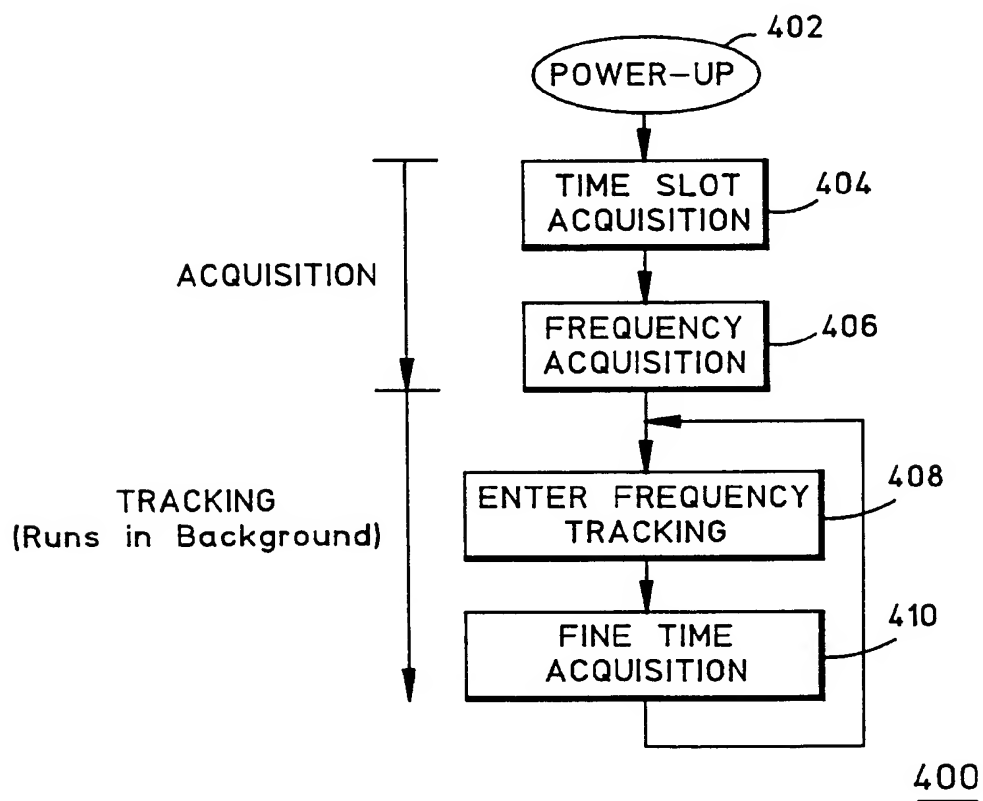 402
POWER-UP
TIME SLOT
ACQUISITION
404
ACQUISITION
FREQUENCY
ACQUISITION
406
TRACKING
(Runs in Background)
ENTER FREQUENCY
TRACKING
408
FINE TIME
ACQUISITION
410
400